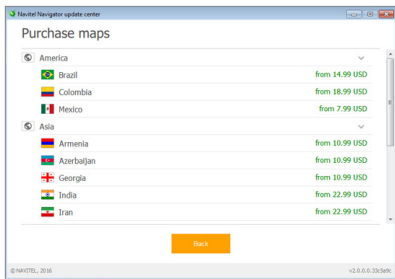 Navitel Navigator update center
Purchase maps
America
Brazil from 14.99 USD
Colombia from 18.99 USD
Mexico from 7.99 USD
Asia
Armenia from 10.99 USD
Azerbaijan from 10.99 USD
Georgia from 10.99 USD
India from 22.99 USD
Iran from 22.99 USD
Back
© NAVITEL, 2016